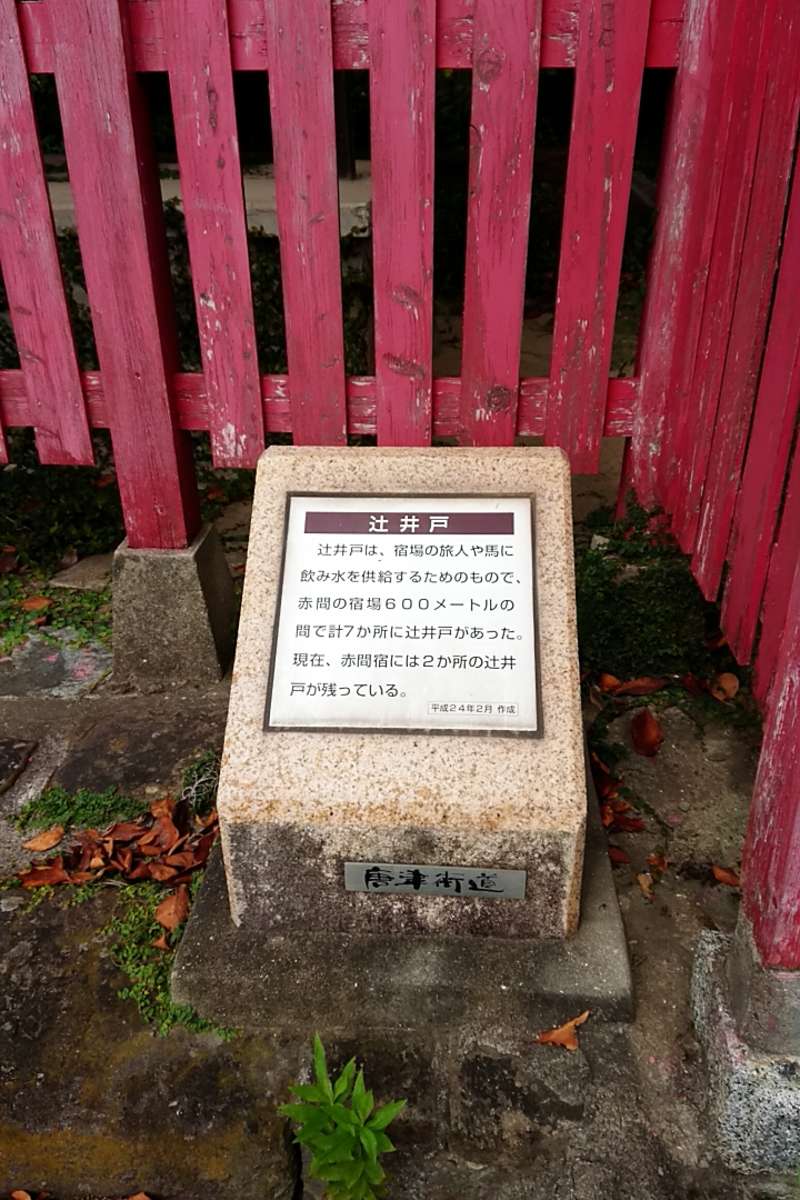 辻井戸
辻井戸は、宿場の旅人や馬に
飲み水を供給するためのもので、
赤間の宿場600メートルの
間で計7か所に辻井戸があった。
現在、赤間宿には2か所の辻井
戸が残っている。
平成24年2月 作成
唐津街道